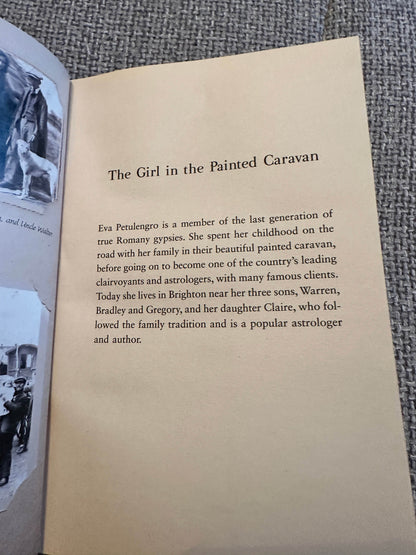 The Girl in the Painted Caravan
and Uncle Walter
Eva Petulengro is a member of the last generation of
true Romany gypsies. She spent her childhood on the
road with her family in their beautiful painted caravan,
before going on to become one of the country's leading
clairvoyants and astrologers, with many famous clients.
Today she lives in Brighton near her three sons, Warren,
Bradley and Gregory, and her daughter Claire, who fol-
lowed the family tradition and is a popular astrologer
and author.